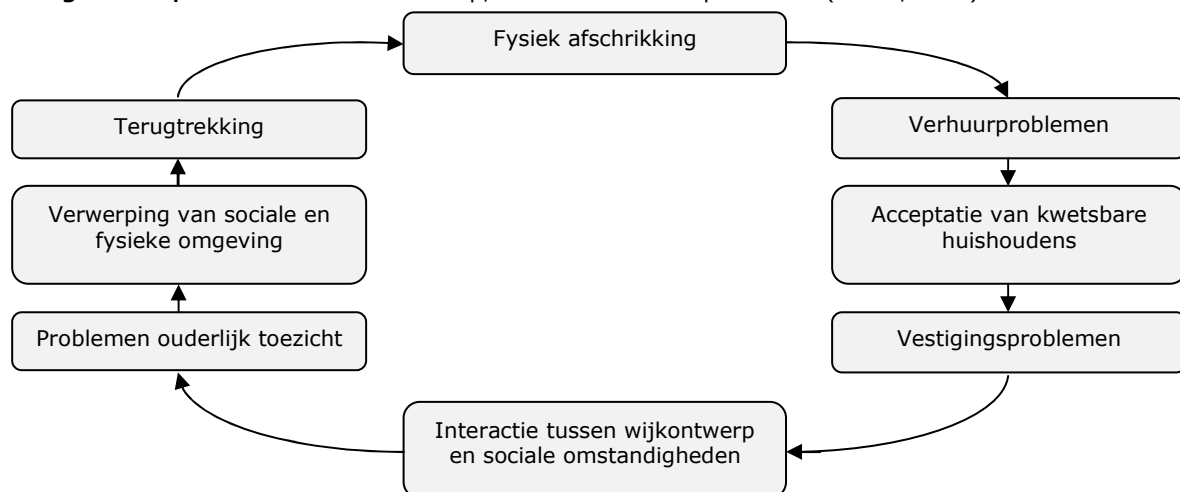 Fysiek afschrikking
Verhuurproblemen
Acceptatie van kwetsbare
huishoudens
Vestigingsproblemen
Interactie tussen wijkontwerp
en sociale omstandigheden
Problemen ouderlijk toezicht
Verwerping van sociale en
fysieke omgeving
Terugtrekking